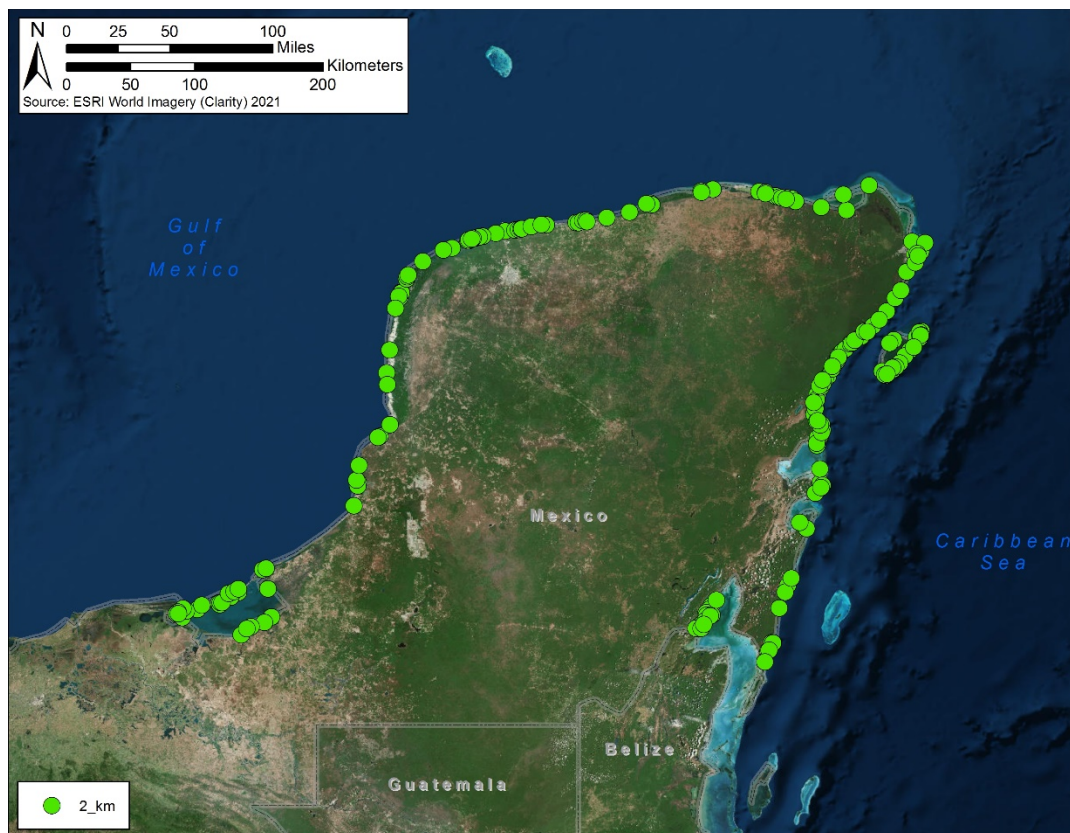 N
0 25 50 100
Miles
Kilometers
0 50 100 200
Source: ESRI World Imagery (Clarity) 2021
Gulf
of
Mexico
Mexico
Caribbean
Sea
Belize
Guatemala
2_km